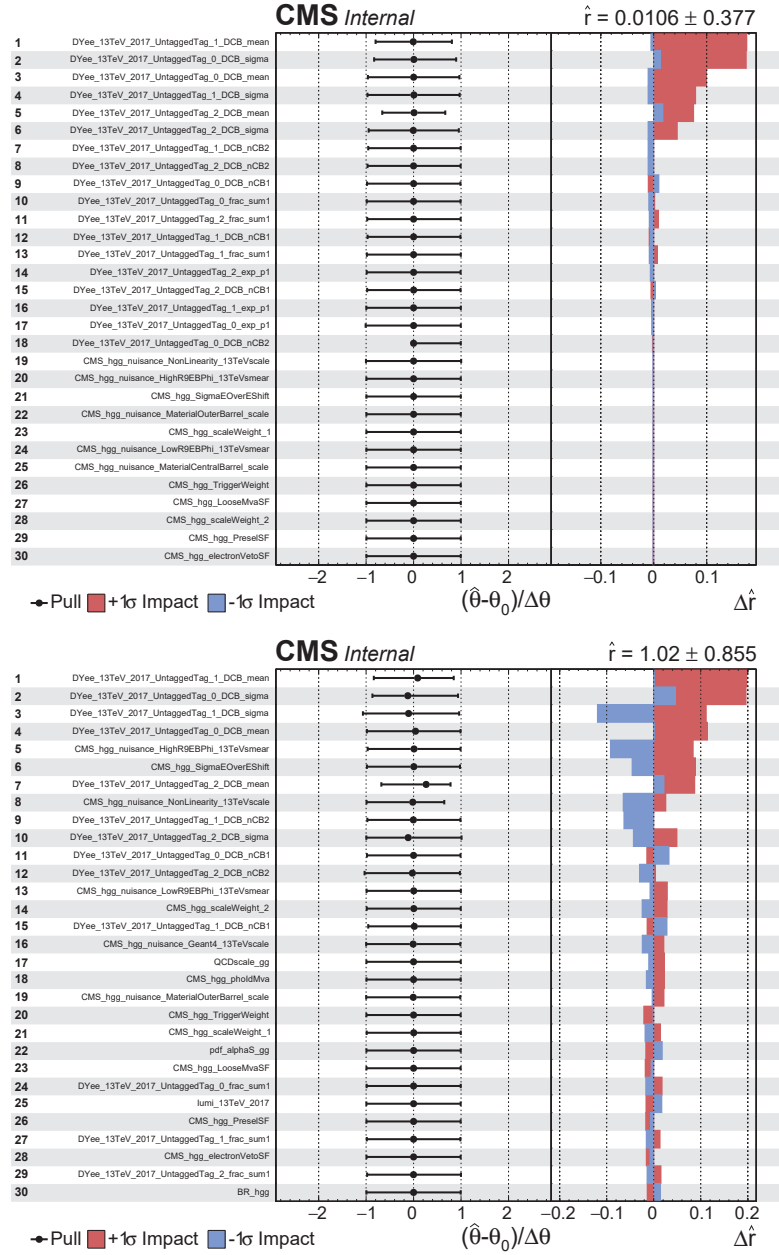 CMS Internal r̂ = 0.0106 ± 0.377
1 DYee_13TeV_2017_UntaggedTag_1_DCB_mean
2 DYee_13TeV_2017_UntaggedTag_0_DCB_sigma
3 DYee_13TeV_2017_UntaggedTag_0_DCB_mean
4 DYee_13TeV_2017_UntaggedTag_1_DCB_sigma
5 DYee_13TeV_2017_UntaggedTag_2_DCB_mean
6 DYee_13TeV_2017_UntaggedTag_2_DCB_sigma
7 DYee_13TeV_2017_UntaggedTag_1_DCB_nCB2
8 DYee_13TeV_2017_UntaggedTag_2_DCB_nCB2
9 DYee_13TeV_2017_UntaggedTag_0_DCB_nCB1
10 DYee_13TeV_2017_UntaggedTag_0_frac_sum1
11 DYee_13TeV_2017_UntaggedTag_2_frac_sum1
12 DYee_13TeV_2017_UntaggedTag_1_DCB_nCB1
13 DYee_13TeV_2017_UntaggedTag_1_frac_sum1
14 DYee_13TeV_2017_UntaggedTag_2_exp_p1
15 DYee_13TeV_2017_UntaggedTag_2_DCB_nCB1
16 DYee_13TeV_2017_UntaggedTag_1_exp_p1
17 DYee_13TeV_2017_UntaggedTag_0_exp_p1
18 DYee_13TeV_2017_UntaggedTag_0_DCB_nCB2
19 CMS_hgg_nuisance_NonLinearity_13TeVscale
20 CMS_hgg_nuisance_HighR9EBPhi_13TeVsmear
21 CMS_hgg_SigmaEOverEShift
22 CMS_hgg_nuisance_MaterialOuterBarrel_scale
23 CMS_hgg_scaleWeight_1
24 CMS_hgg_nuisance_LowR9EBPhi_13TeVsmear
25 CMS_hgg_nuisance_MaterialCentralBarrel_scale
26 CMS_hgg_TriggerWeight
27 CMS_hgg_LooseMvaSF
28 CMS_hgg_scaleWeight_2
29 CMS_hgg_PreselSF
30 CMS_hgg_electronVetoSF
−2 −1 0 1 2 −0.1 0 0.1
Pull +1σ Impact -1σ Impact (θ̂-θ₀)/Δθ Δr̂
CMS Internal r̂ = 1.02 ± 0.855
1 DYee_13TeV_2017_UntaggedTag_1_DCB_mean
2 DYee_13TeV_2017_UntaggedTag_0_DCB_sigma
3 DYee_13TeV_2017_UntaggedTag_1_DCB_sigma
4 DYee_13TeV_2017_UntaggedTag_0_DCB_mean
5 CMS_hgg_nuisance_HighR9EBPhi_13TeVsmear
6 CMS_hgg_SigmaEOverEShift
7 DYee_13TeV_2017_UntaggedTag_2_DCB_mean
8 CMS_hgg_nuisance_NonLinearity_13TeVscale
9 DYee_13TeV_2017_UntaggedTag_1_DCB_nCB2
10 DYee_13TeV_2017_UntaggedTag_2_DCB_sigma
11 DYee_13TeV_2017_UntaggedTag_0_DCB_nCB1
12 DYee_13TeV_2017_UntaggedTag_2_DCB_nCB2
13 CMS_hgg_nuisance_LowR9EBPhi_13TeVsmear
14 CMS_hgg_scaleWeight_2
15 DYee_13TeV_2017_UntaggedTag_1_DCB_nCB1
16 CMS_hgg_nuisance_Geant4_13TeVscale
17 QCDscale_gg
18 CMS_hgg_phoIdMva
19 CMS_hgg_nuisance_MaterialOuterBarrel_scale
20 CMS_hgg_TriggerWeight
21 CMS_hgg_scaleWeight_1
22 pdf_alphaS_gg
23 CMS_hgg_LooseMvaSF
24 DYee_13TeV_2017_UntaggedTag_0_frac_sum1
25 lumi_13TeV_2017
26 CMS_hgg_PreselSF
27 DYee_13TeV_2017_UntaggedTag_1_frac_sum1
28 CMS_hgg_electronVetoSF
29 DYee_13TeV_2017_UntaggedTag_2_frac_sum1
30 BR_hgg
−2 −1 0 1 2 −0.2 −0.1 0 0.1 0.2
Pull +1σ Impact -1σ Impact (θ̂-θ₀)/Δθ Δr̂